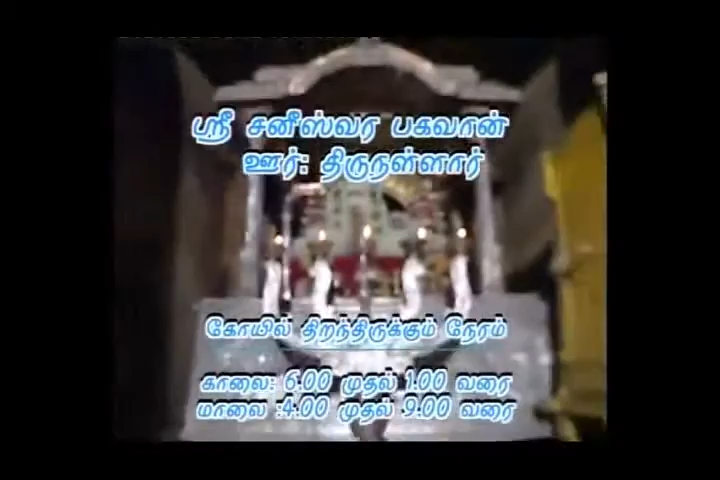 ஸ்ரீ சனீஸ்வர பகவான்
ஊர்: திருநள்ளார்
கோயில் திறந்திருக்கும் நேரம்
காலை: 6.00 முதல் 1.00 வரை
மாலை :4.00 முதல் 9.00 வரை